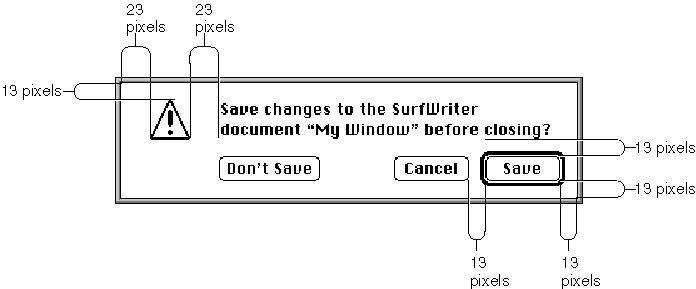 23
pixels
23
pixels
13 pixels
Save changes to the SurfWriter
document “My Window” before closing?
13 pixels
Don't Save
Cancel
Save
13 pixels
13
pixels
13
pixels